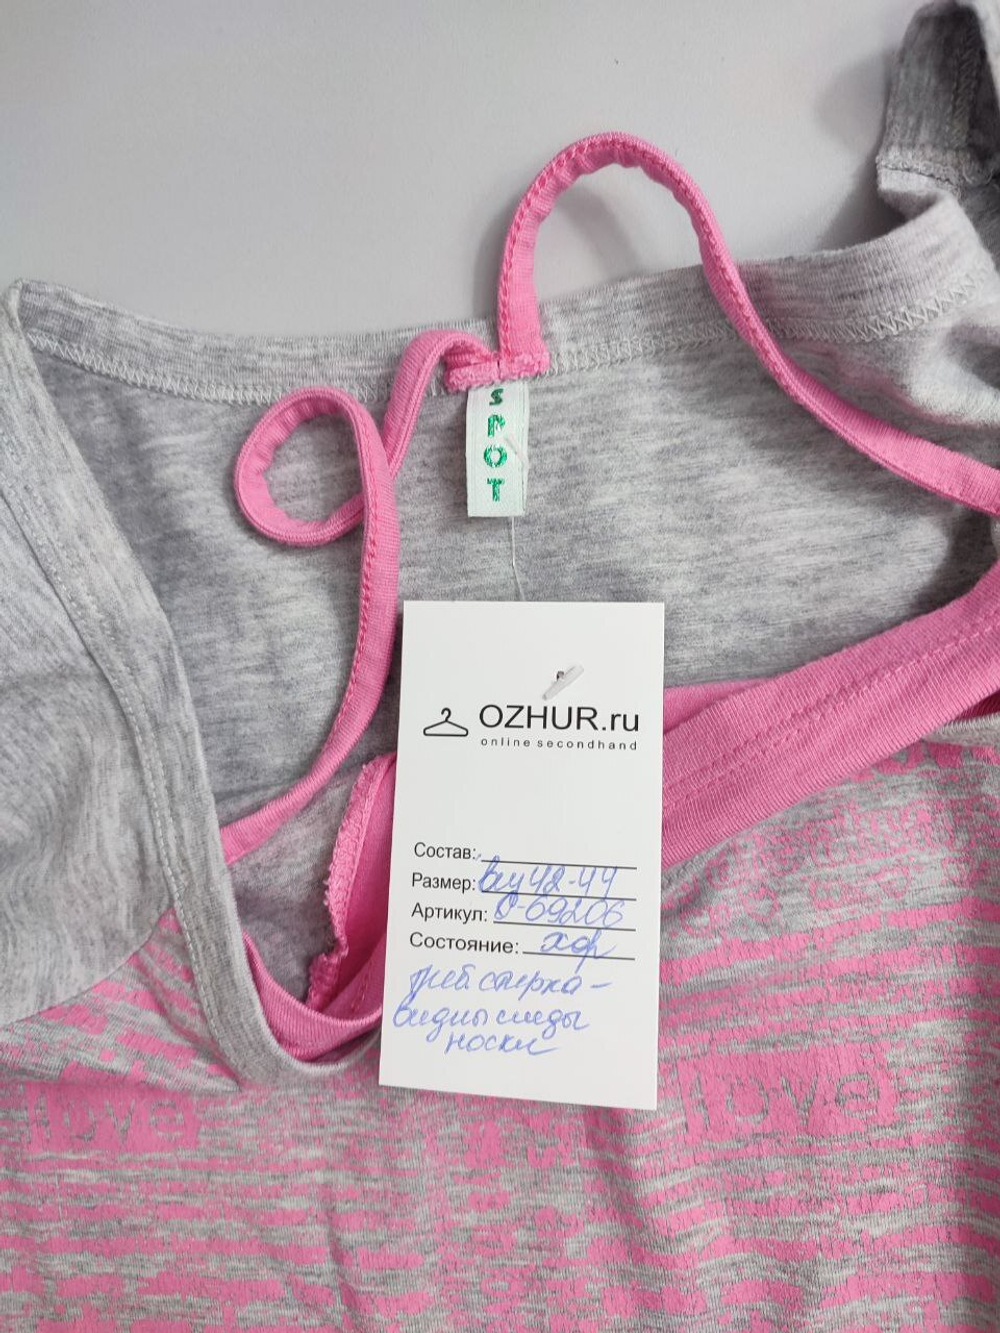 SPOT
OZHUR.ru
online secondhand
Состав:
Размер: 42-44
Артикул: 0-69206
Состояние: хор
сверха -
видны следы
носки
love
love